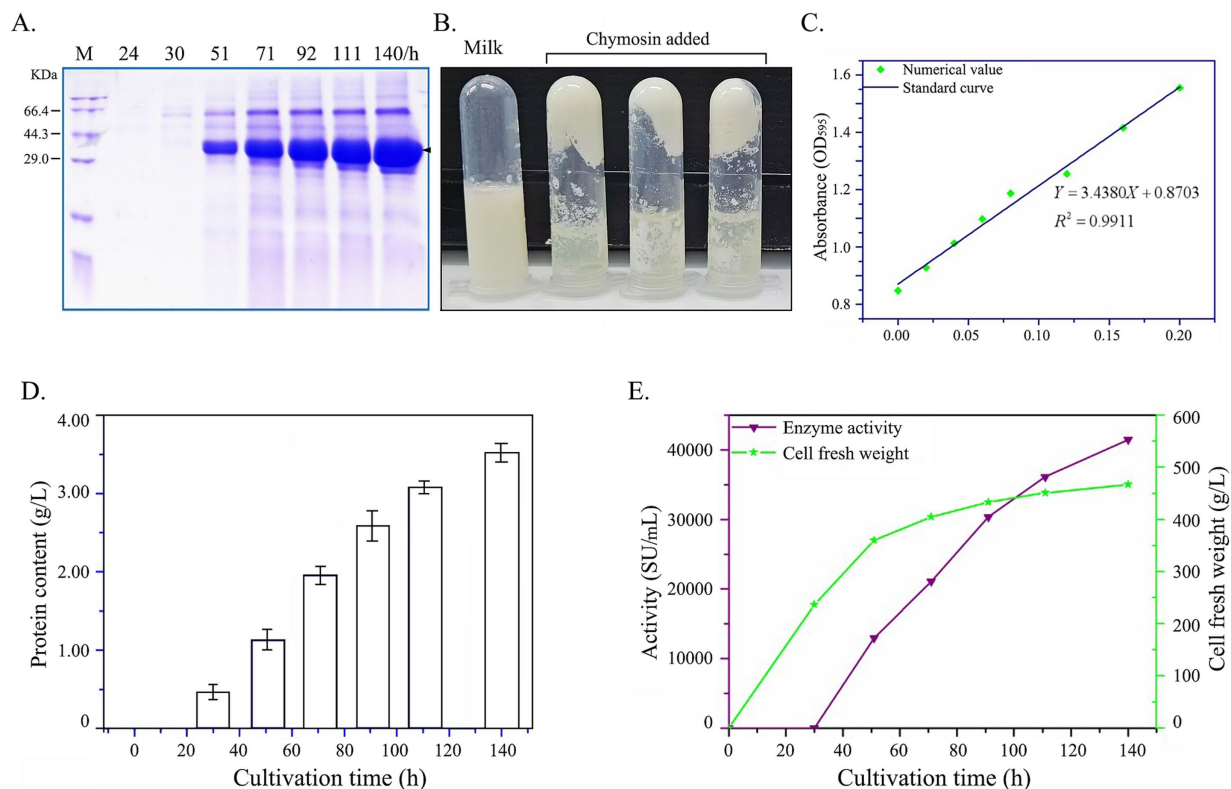 A.
M 24 30 51 71 92 111 140/h
KDa
66.4
44.3
29.0
B.
Milk
Chymosin added
C.
Numerical value
Standard curve
Absorbance (OD595)
1.6
1.4
1.2
1.0
0.8
Y = 3.4380X + 0.8703
R² = 0.9911
0.00 0.05 0.10 0.15 0.20
D.
Protein content (g/L)
4.00
3.00
2.00
1.00
0
0 20 40 60 80 100 120 140
Cultivation time (h)
E.
Enzyme activity
Cell fresh weight
Activity (SU/mL)
40000
30000
20000
10000
0
600
500
400
300
200
100
0
Cell fresh weight (g/L)
0 20 40 60 80 100 120 140
Cultivation time (h)